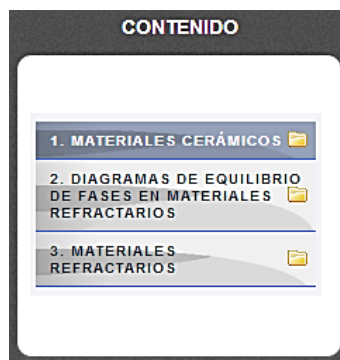 CONTENIDO
1. MATERIALES CERÁMICOS
2. DIAGRAMAS DE EQUILIBRIO
DE FASES EN MATERIALES
REFRACTARIOS
3. MATERIALES
REFRACTARIOS